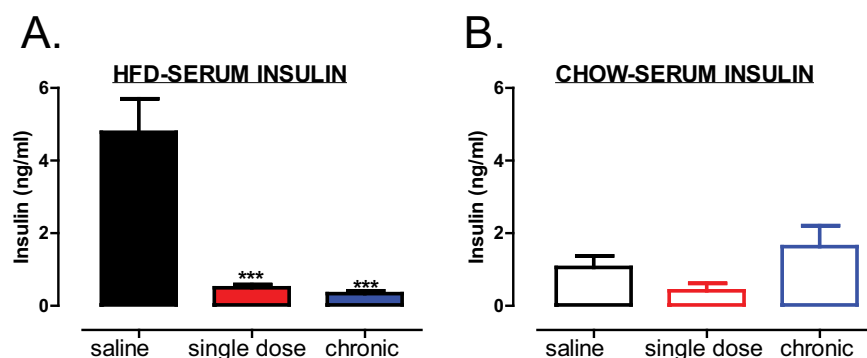 A.
HFD-SERUM INSULIN
Insulin (ng/ml)
6
4
2
0
***
***
saline single dose chronic
B.
CHOW-SERUM INSULIN
Insulin (ng/ml)
6
4
2
0
saline single dose chronic